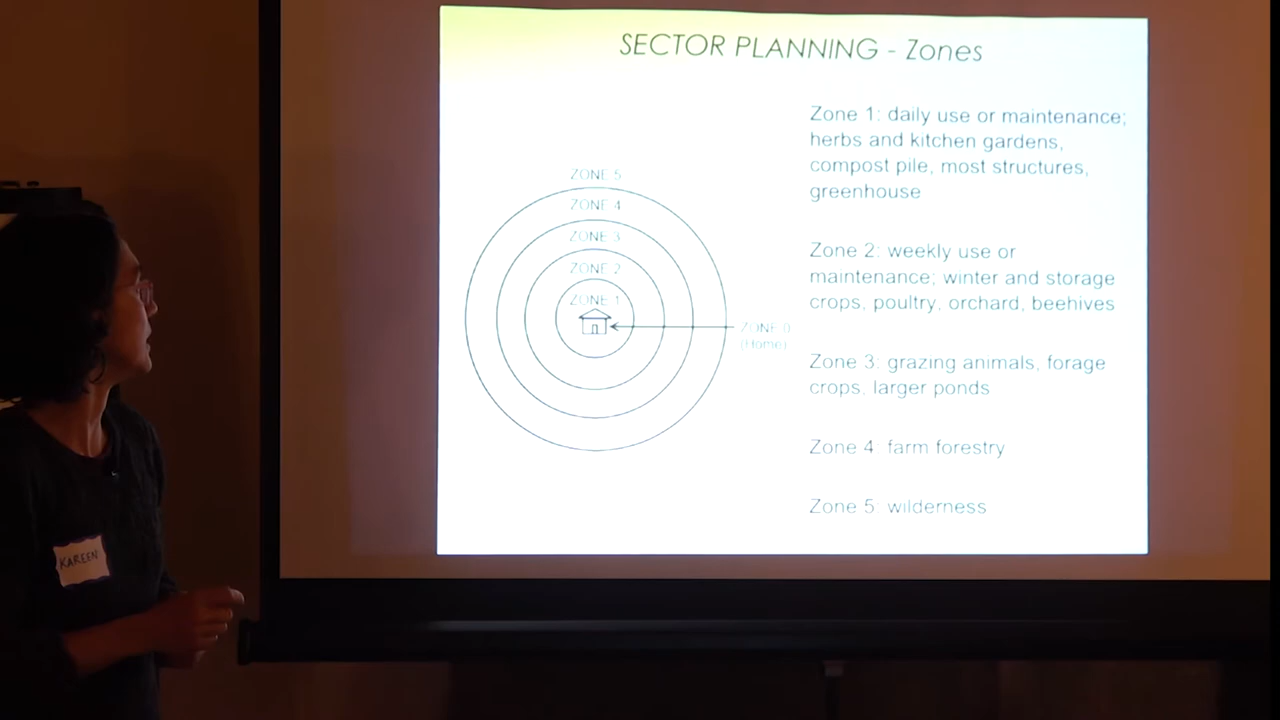 SECTOR PLANNING - Zones
Zone 1: daily use or maintenance;
herbs and kitchen gardens,
compost pile, most structures,
greenhouse
Zone 2: weekly use or
maintenance; winter and storage
crops, poultry, orchard, beehives
Zone 3: grazing animals, forage
crops, larger ponds
Zone 4: farm forestry
Zone 5: wilderness
ZONE 5
ZONE 4
ZONE 3
ZONE 2
ZONE 1
ZONE 0
(Home)
KAREEN